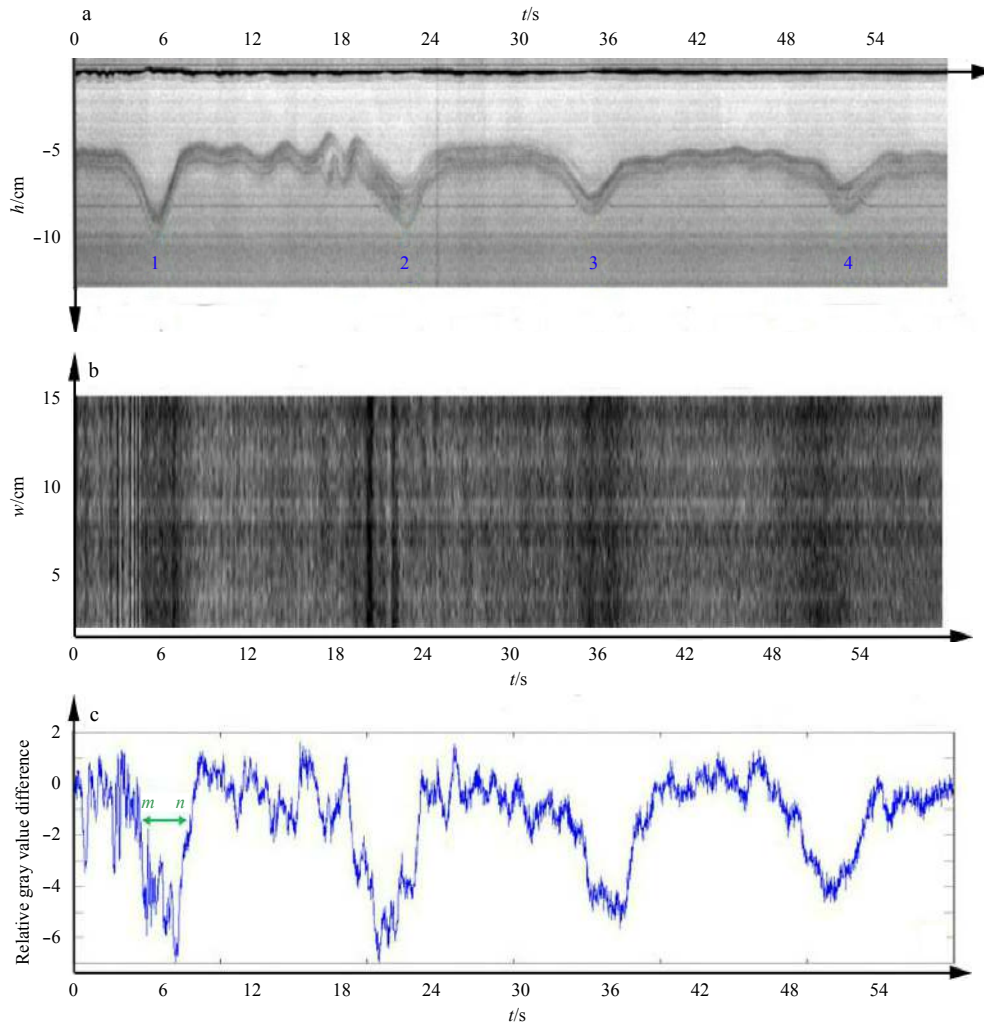 a
t/s
0 6 12 18 24 30 36 42 48 54
-5
h/cm
-10
1 2 3 4
b
15
w/cm
10
5
0 6 12 18 24 30 36 42 48 54
t/s
c
2
0
m n
-2
Relative gray value difference
-4
-6
0 6 12 18 24 30 36 42 48 54
t/s